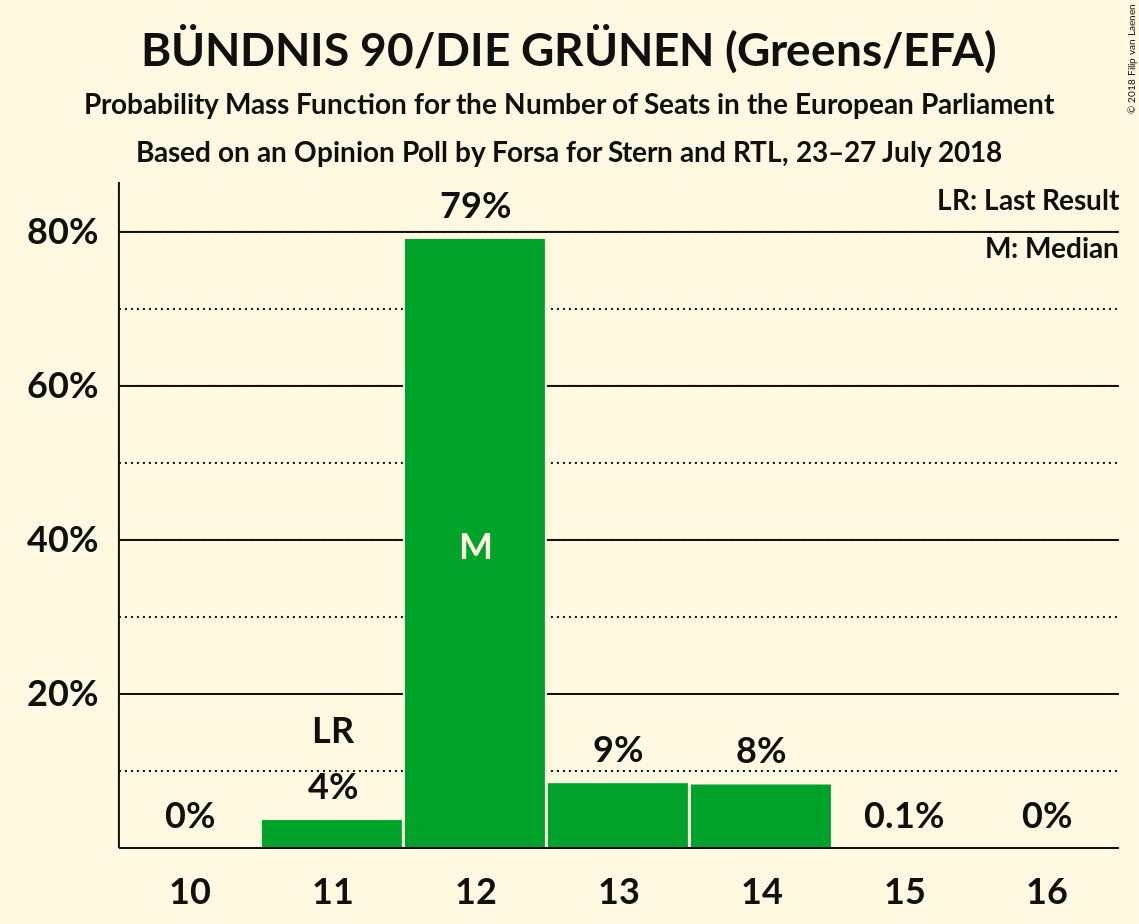 BÜNDNIS 90/DIE GRÜNEN (Greens/EFA)
Probability Mass Function for the Number of Seats in the European Parliament
Based on an Opinion Poll by Forsa for Stern and RTL, 23–27 July 2018
© 2018 Filip van Laenen
LR: Last Result
M: Median
80%
60%
40%
20%
0%
LR
4%
79%
M
9%
8%
0.1%
0%
10 11 12 13 14 15 16